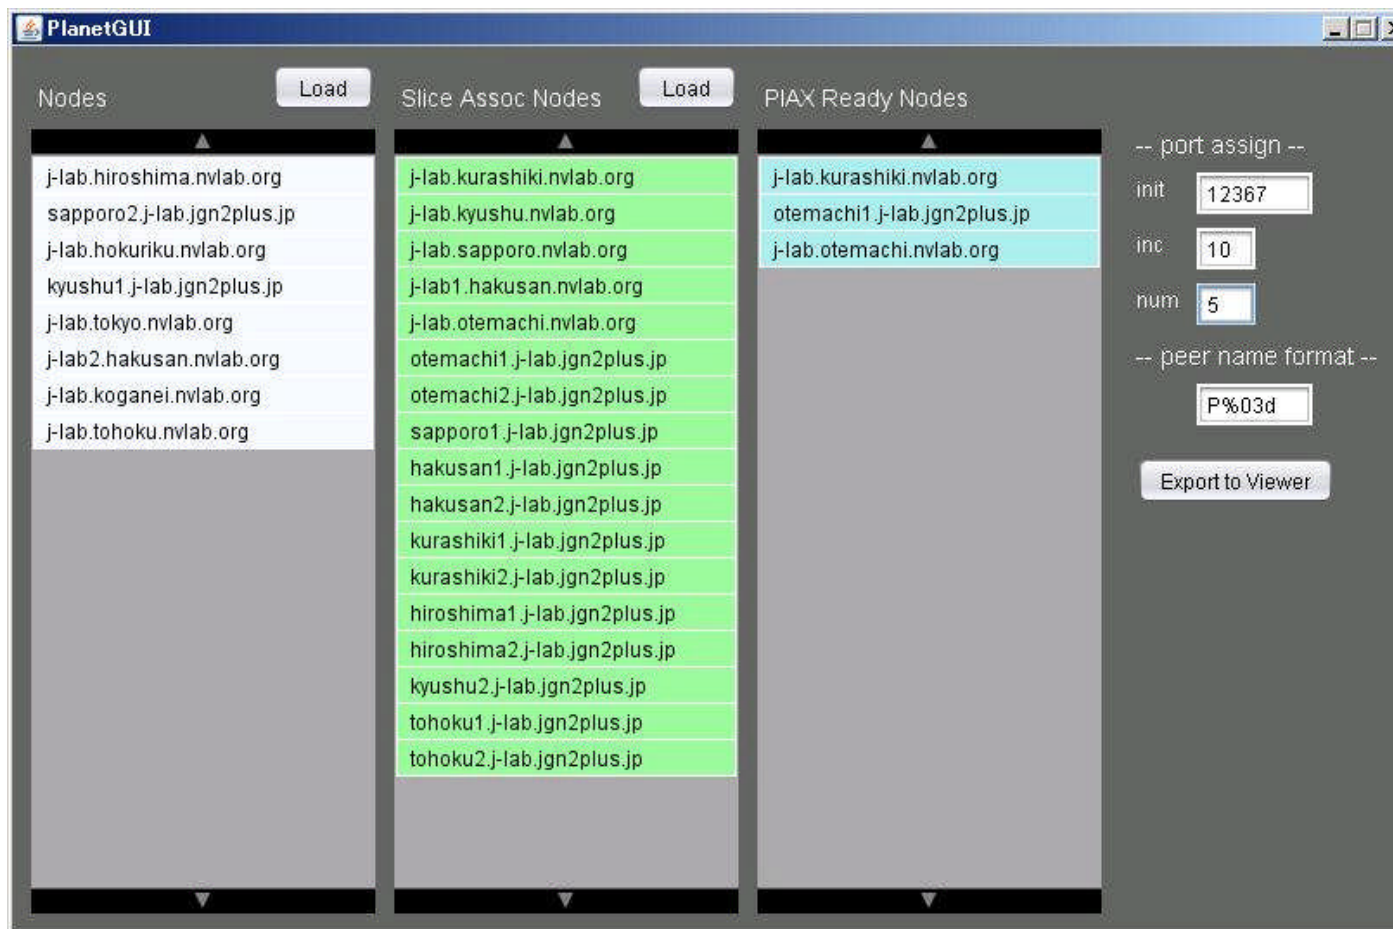 PlanetGUI
Nodes
Load
j-lab.hiroshima.nvlab.org
sapporo2.j-lab.jgn2plus.jp
j-lab.hokuriku.nvlab.org
kyushu1.j-lab.jgn2plus.jp
j-lab.tokyo.nvlab.org
j-lab2.hakusan.nvlab.org
j-lab.koganei.nvlab.org
j-lab.tohoku.nvlab.org
Slice Assoc Nodes
Load
j-lab.kurashiki.nvlab.org
j-lab.kyushu.nvlab.org
j-lab.sapporo.nvlab.org
j-lab1.hakusan.nvlab.org
j-lab.otemachi.nvlab.org
otemachi1.j-lab.jgn2plus.jp
otemachi2.j-lab.jgn2plus.jp
sapporo1.j-lab.jgn2plus.jp
hakusan1.j-lab.jgn2plus.jp
hakusan2.j-lab.jgn2plus.jp
kurashiki1.j-lab.jgn2plus.jp
kurashiki2.j-lab.jgn2plus.jp
hiroshima1.j-lab.jgn2plus.jp
hiroshima2.j-lab.jgn2plus.jp
kyushu2.j-lab.jgn2plus.jp
tohoku1.j-lab.jgn2plus.jp
tohoku2.j-lab.jgn2plus.jp
PIAX Ready Nodes
j-lab.kurashiki.nvlab.org
otemachi1.j-lab.jgn2plus.jp
j-lab.otemachi.nvlab.org
-- port assign --
init 12367
inc 10
num 5
-- peer name format --
P%03d
Export to Viewer